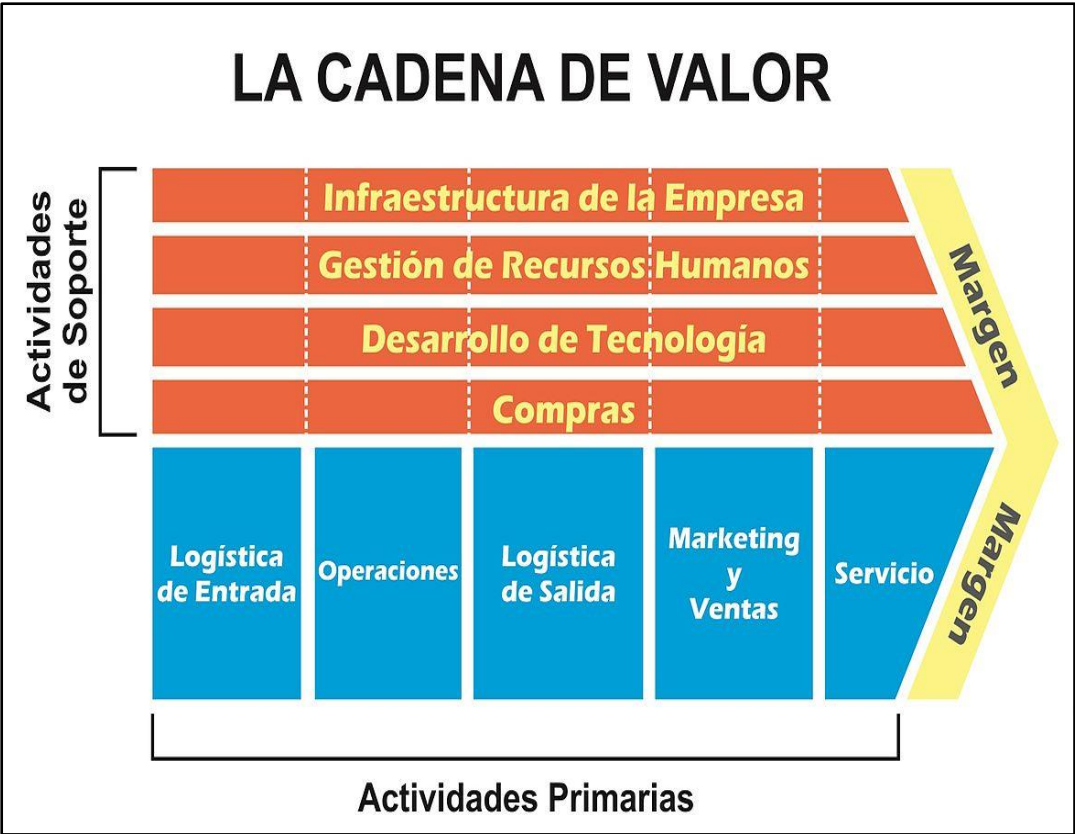 LA CADENA DE VALOR
Actividades
de Soporte
Infraestructura de la Empresa
Gestión de Recursos Humanos
Desarrollo de Tecnología
Compras
Margen
Logística
de Entrada
Operaciones
Logística
de Salida
Marketing
y
Ventas
Servicio
Margen
Actividades Primarias